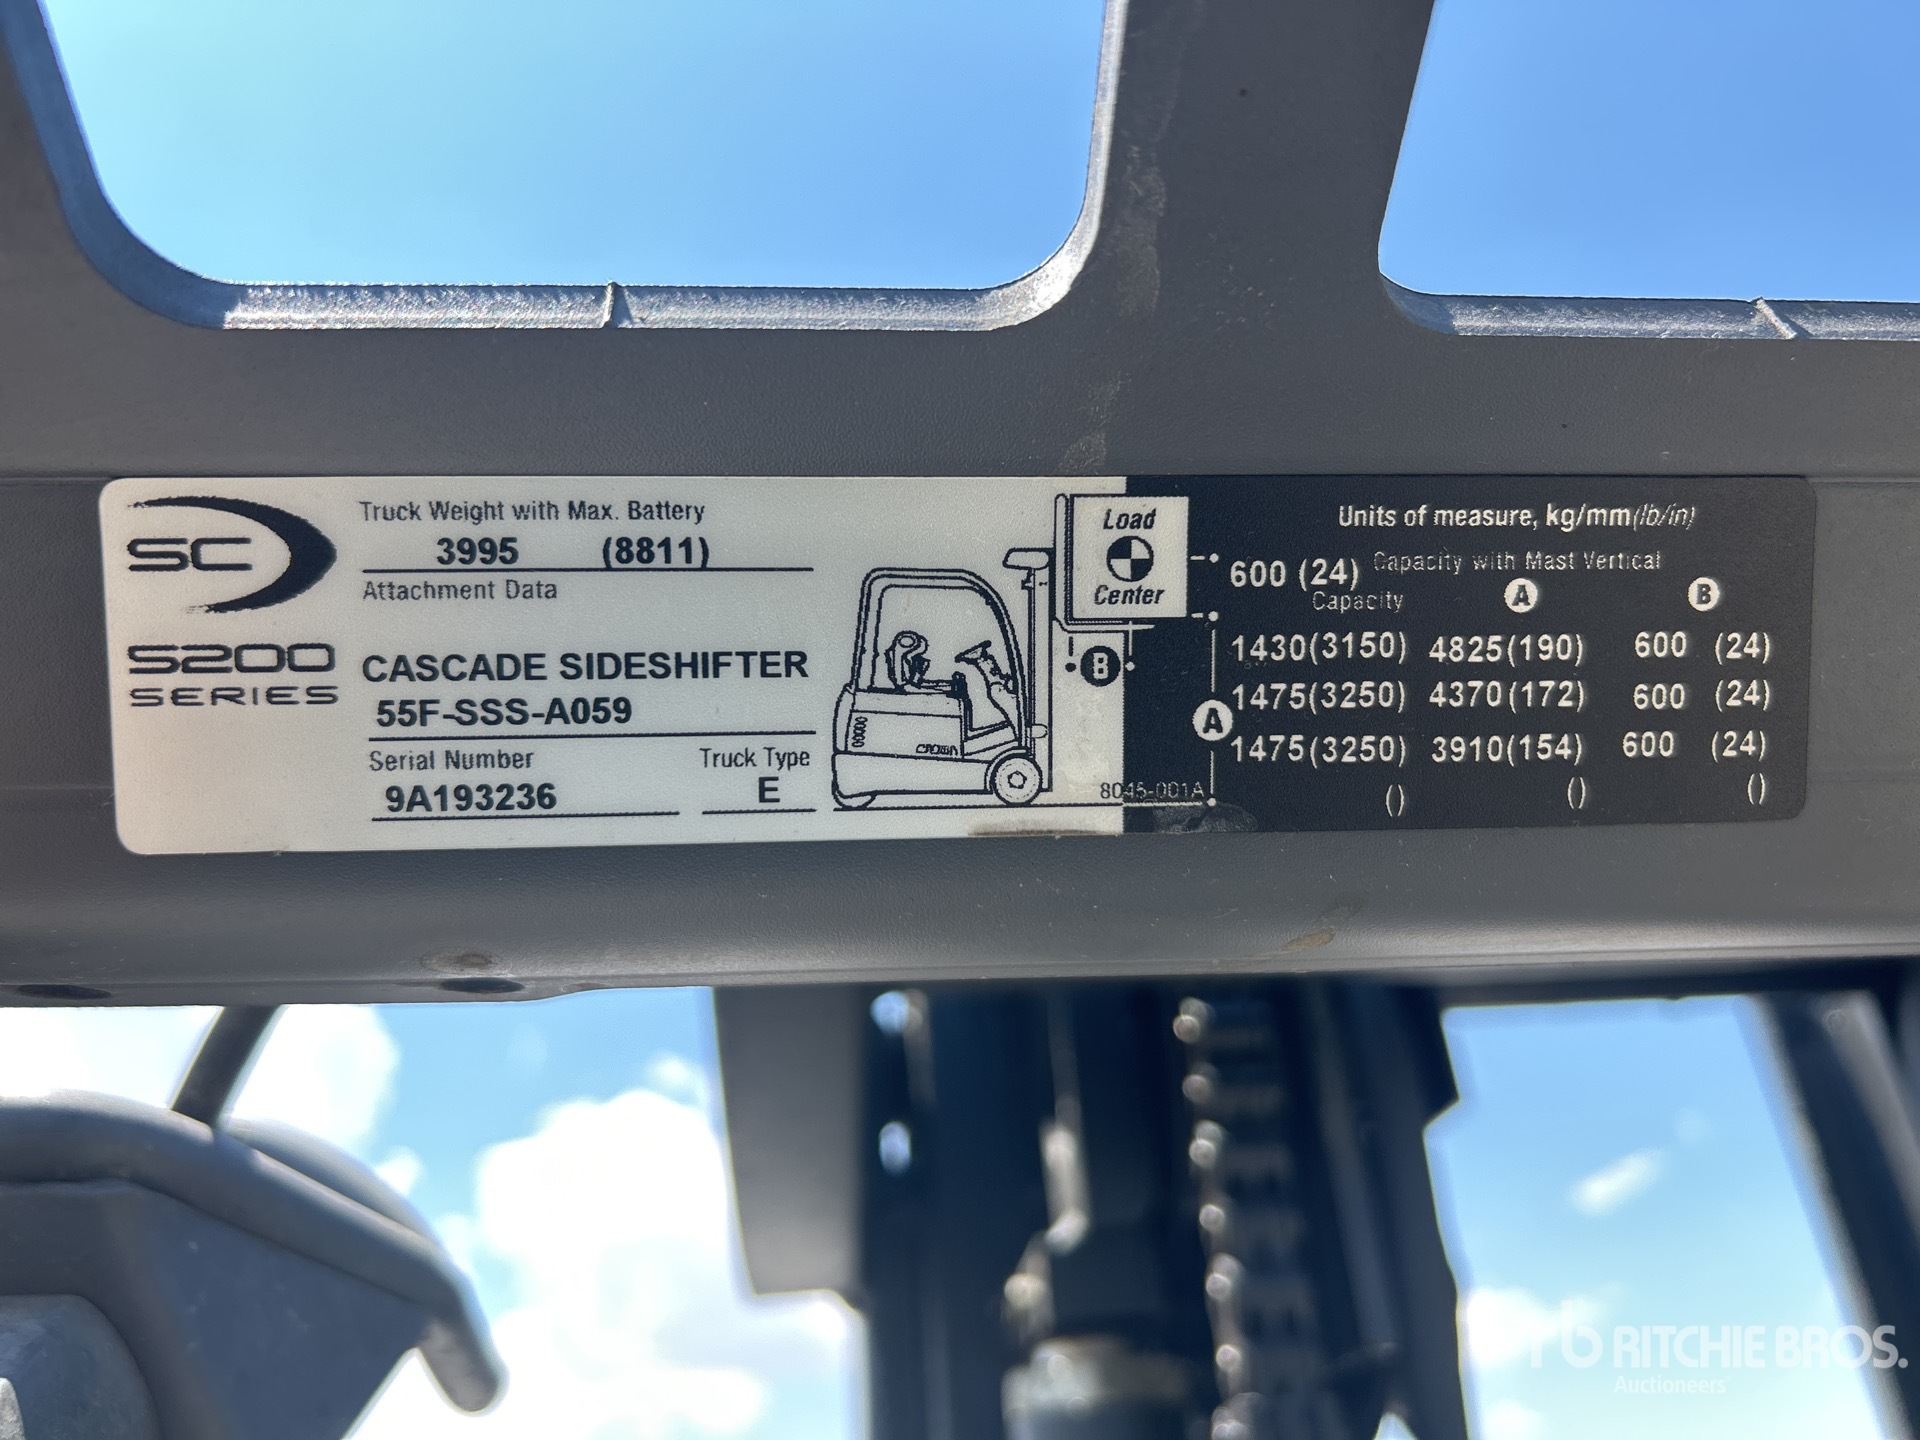 SC
S200
SERIES
Truck Weight with Max. Battery
3995 (8811)
Attachment Data
CASCADE SIDESHIFTER
55F-SSS-A059
Serial Number
9A193236
Truck Type
E
CROWN
Load
Center
B
A
8045-001A
Units of measure, kg/mm(lb/in)
600 (24) Capacity with Mast Vertical
Capacity A B
1430(3150) 4825(190) 600 (24)
1475(3250) 4370(172) 600 (24)
1475(3250) 3910(154) 600 (24)
() () ()
rb RITCHIE BROS.
Auctioneers